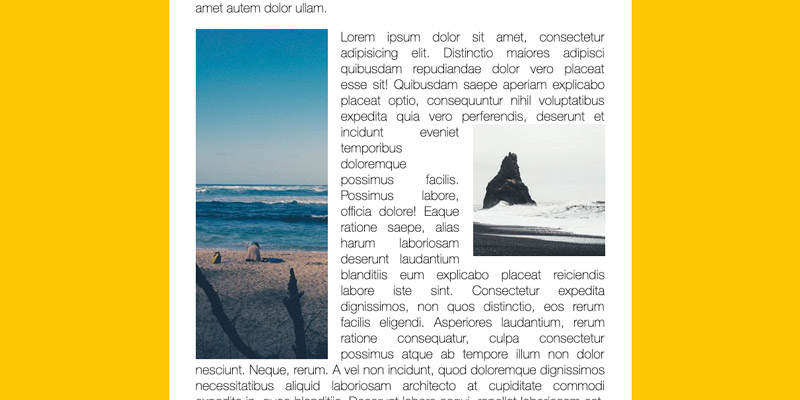 amet autem dolor ullam.
Lorem ipsum dolor sit amet, consectetur
adipisicing elit. Distinctio maiores adipisci
quibusdam repudiandae dolor vero placeat
esse sit! Quibusdam saepe aperiam explicabo
placeat optio, consequuntur nihil voluptatibus
expedita quia vero perferendis, deserunt et
incidunt eveniet
temporibus
doloremque
possimus facilis.
Possimus labore,
officia dolore! Eaque
ratione saepe, alias
harum laboriosam
deserunt laudantium
blanditiis eum explicabo placeat reiciendis
labore iste sint. Consectetur expedita
dignissimos, non quos distinctio, eos rerum
facilis eligendi. Asperiores laudantium, rerum
ratione consequatur, culpa consectetur
possimus atque ab tempore illum non dolor
nesciunt. Neque, rerum. A vel non incidunt, quod doloremque dignissimos
necessitatibus aliquid laboriosam architecto at cupiditate commodi